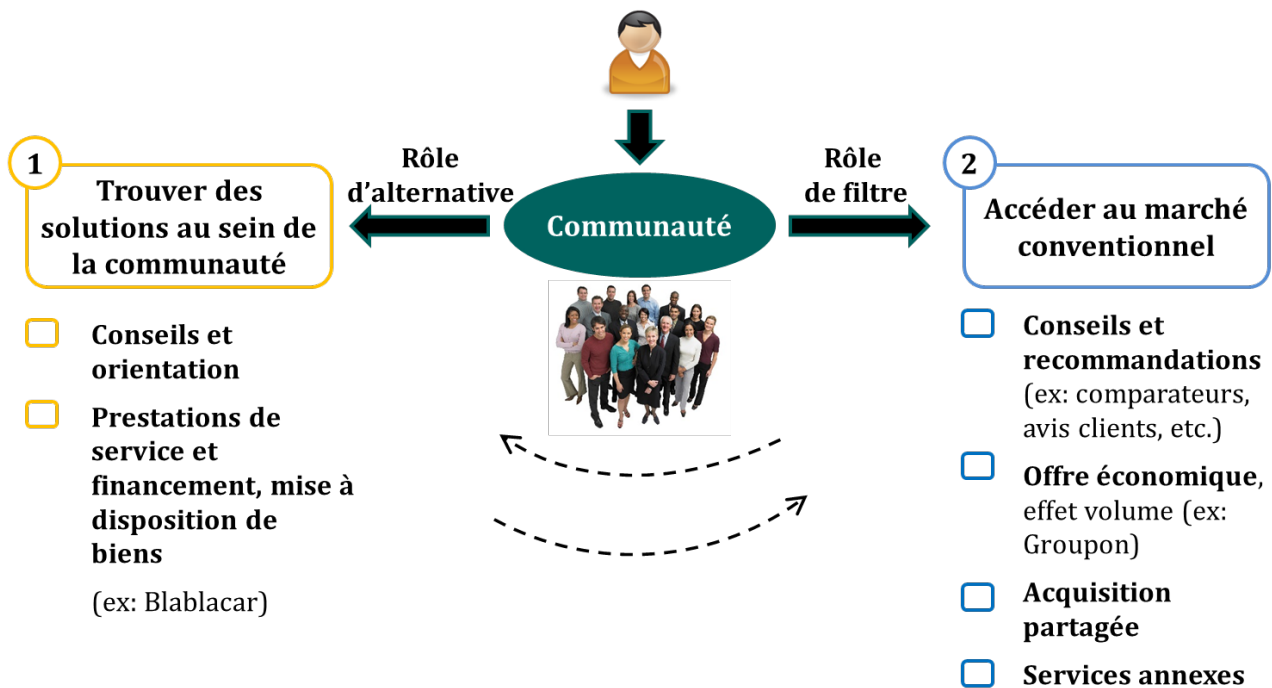 1
Trouver des
solutions au sein de
la communauté
Rôle
d'alternative
Communauté
Rôle
de filtre
2
Accéder au marché
conventionnel
Conseils et
orientation
Prestations de
service et
financement, mise à
disposition de
biens
(ex: Blablacar)
Conseils et
recommandations
(ex: comparateurs,
avis clients, etc.)
Offre économique,
effet volume (ex:
Groupon)
Acquisition
partagée
Services annexes